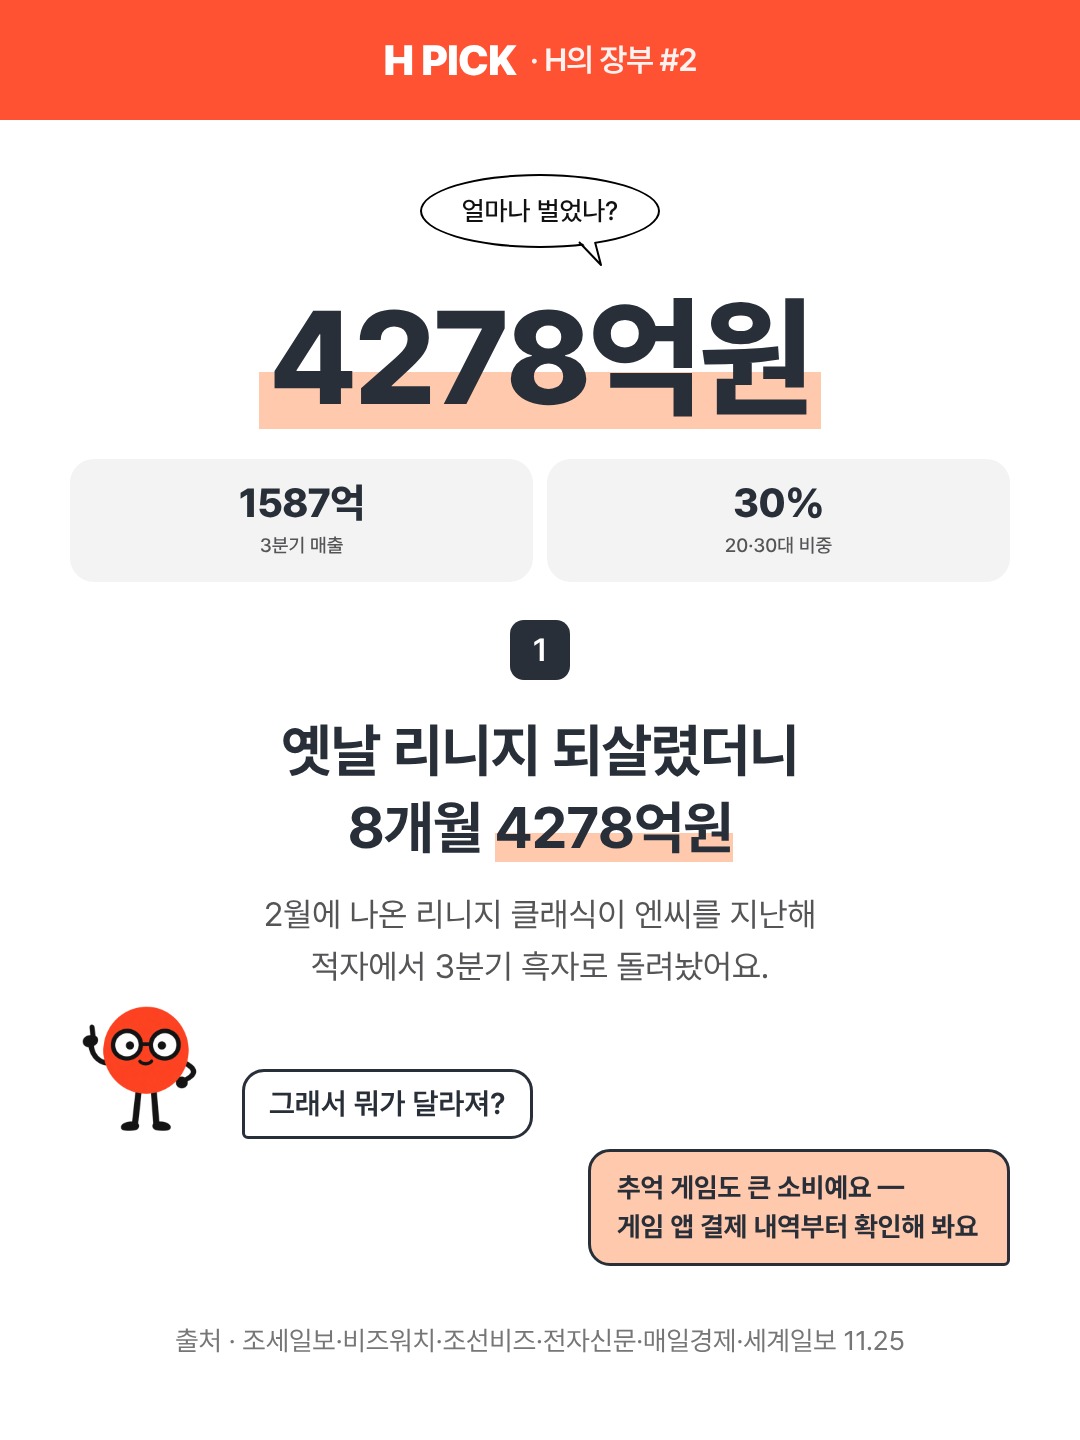 H PICK · H의 장부 #2
얼마나 벌었나?
4278억원
1587억
3분기 매출
30%
20·30대 비중
1
옛날 리니지 되살렸더니
8개월 4278억원
2월에 나온 리니지 클래식이 엔씨를 지난해
적자에서 3분기 흑자로 돌려놨어요.
그래서 뭐가 달라져?
추억 게임도 큰 소비예요 —
게임 앱 결제 내역부터 확인해 봐요
출처 · 조세일보·비즈워치·조선비즈·전자신문·매일경제·세계일보 11.25